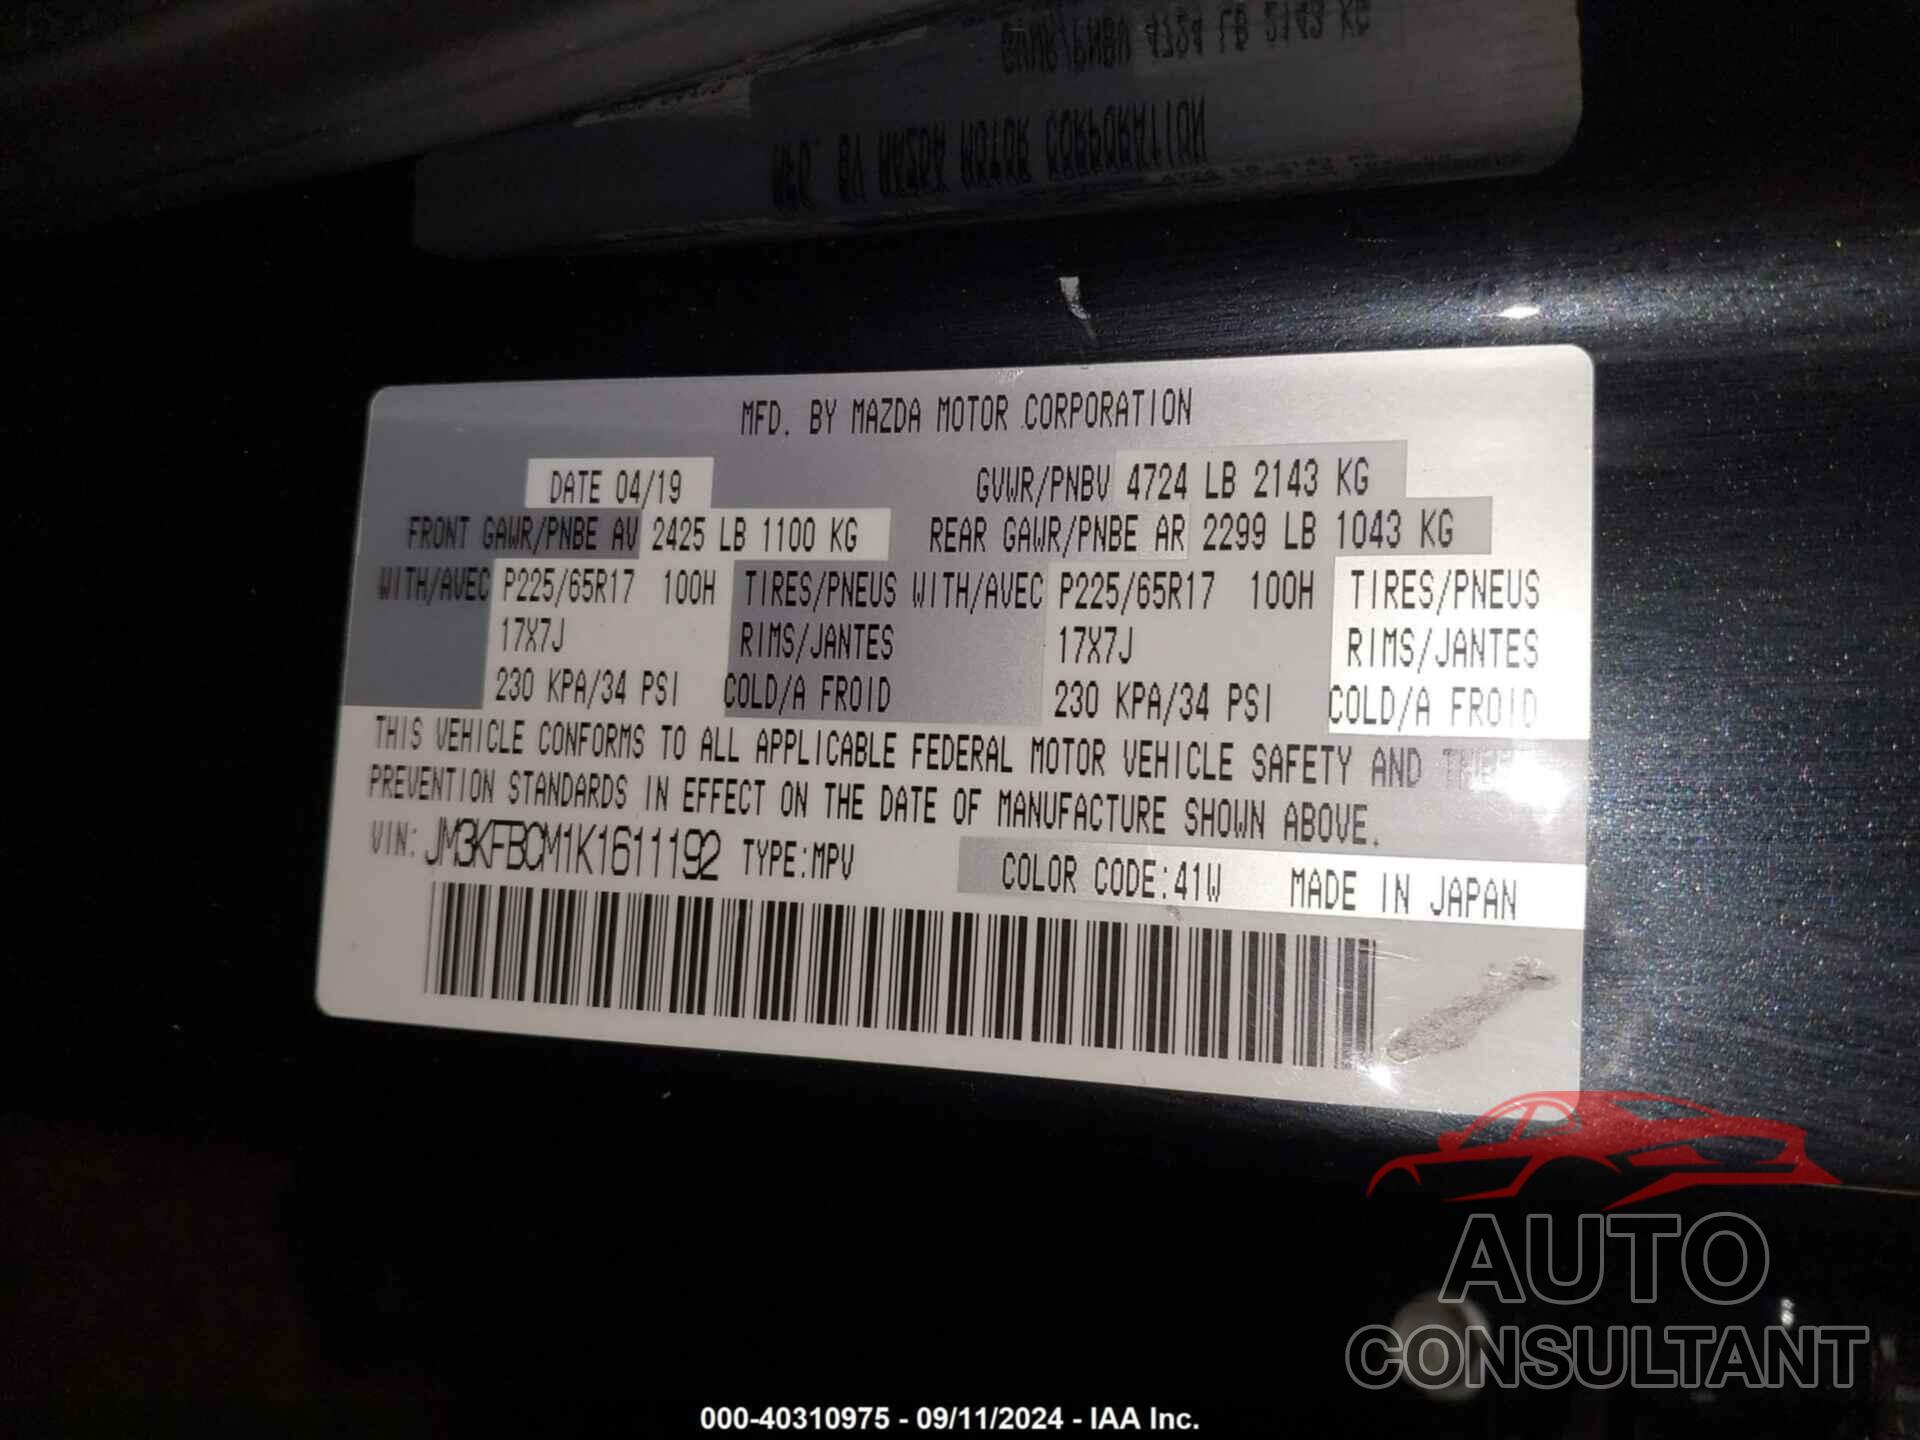 MFD. BY MAZDA MOTOR CORPORATION
DATE 04/19 GVWR/PNBV 4724 LB 2143 KG
FRONT GAWR/PNBE AV 2425 LB 1100 KG REAR GAWR/PNBE AR 2299 LB 1043 KG
WITH/AVEC P225/65R17 100H TIRES/PNEUS WITH/AVEC P225/65R17 100H TIRES/PNEUS
17X7J RIMS/JANTES 17X7J RIMS/JANTES
230 KPA/34 PSI COLD/A FROID 230 KPA/34 PSI COLD/A FROID
THIS VEHICLE CONFORMS TO ALL APPLICABLE FEDERAL MOTOR VEHICLE SAFETY AND THEFT
PREVENTION STANDARDS IN EFFECT ON THE DATE OF MANUFACTURE SHOWN ABOVE.
VIN: JM3KFBCM1K1611192 TYPE:MPV COLOR CODE:41W MADE IN JAPAN
AUTO
CONSULTANT
000-40310975 - 09/11/2024 - IAA Inc.